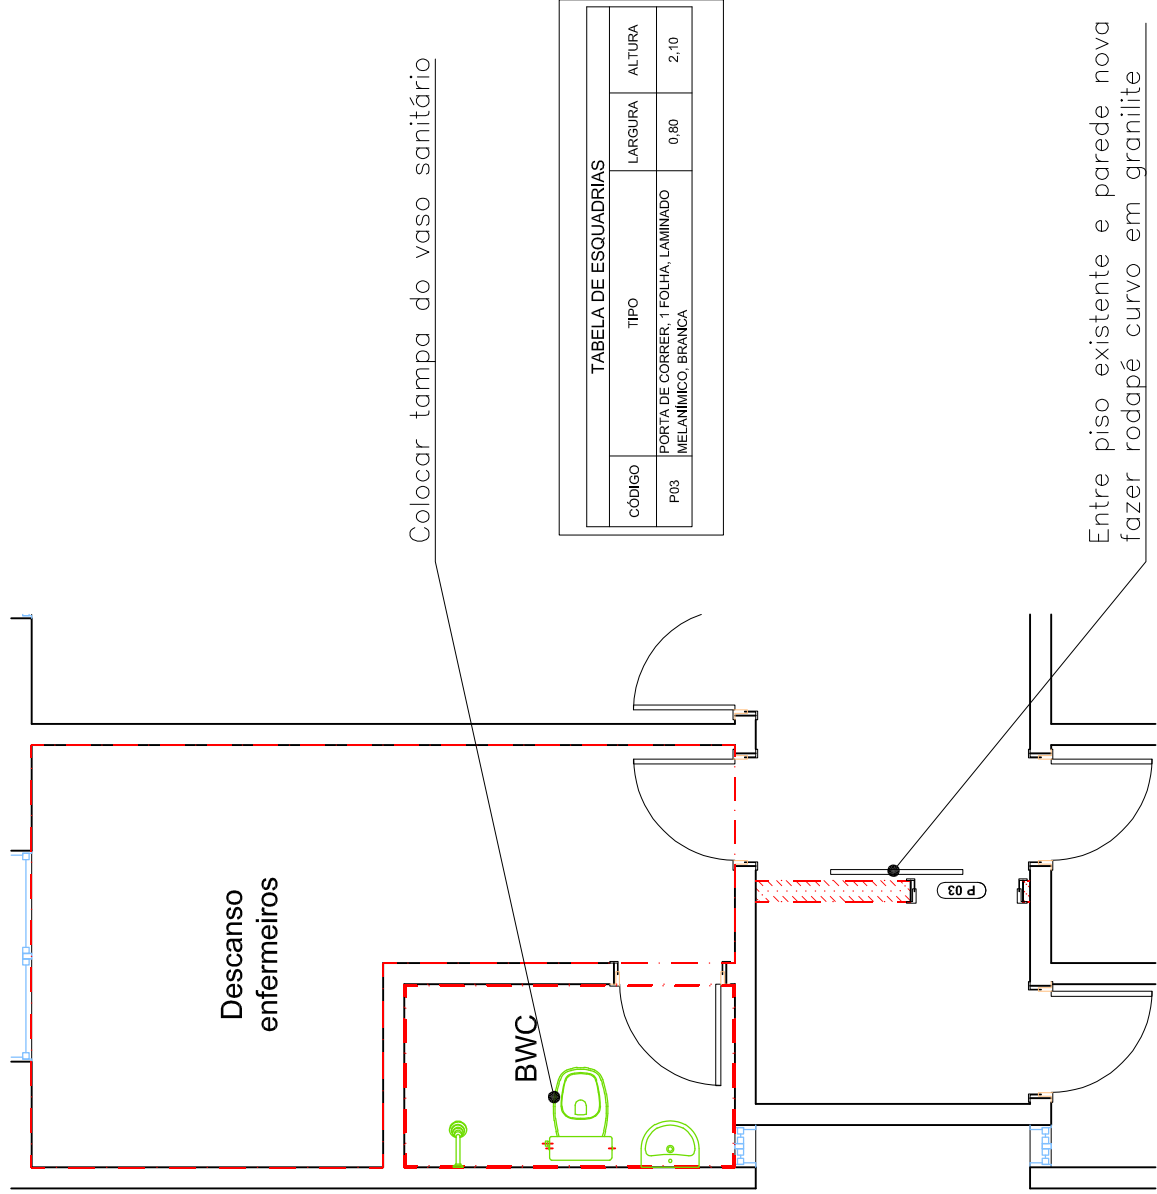 Colocar tampa do vaso sanitário
TABELA DE ESQUADRIAS
CÓDIGO TIPO LARGURA ALTURA
P03 PORTA DE CORRER, 1 FOLHA, LAMINADO 0,80 2,10
MELANÍMICO, BRANCA
Entre piso existente e parede nova
fazer rodapé curvo em granilite
Descanso
enfermeiros
BWC
P 03